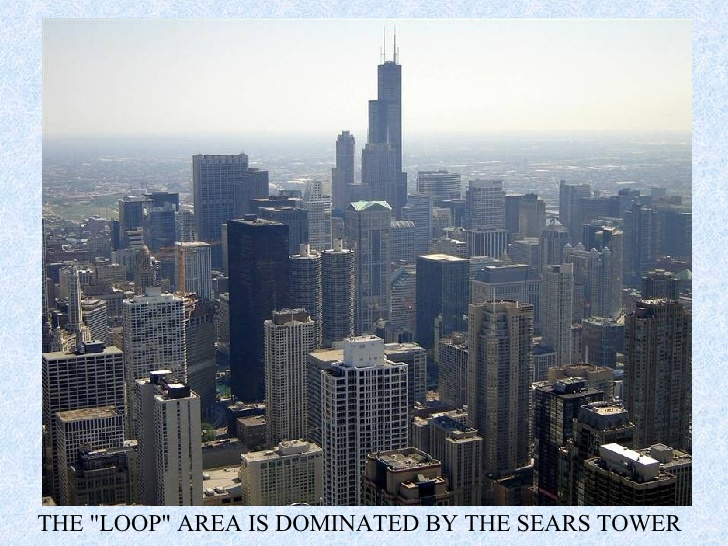 THE "LOOP" AREA IS DOMINATED BY THE SEARS TOWER